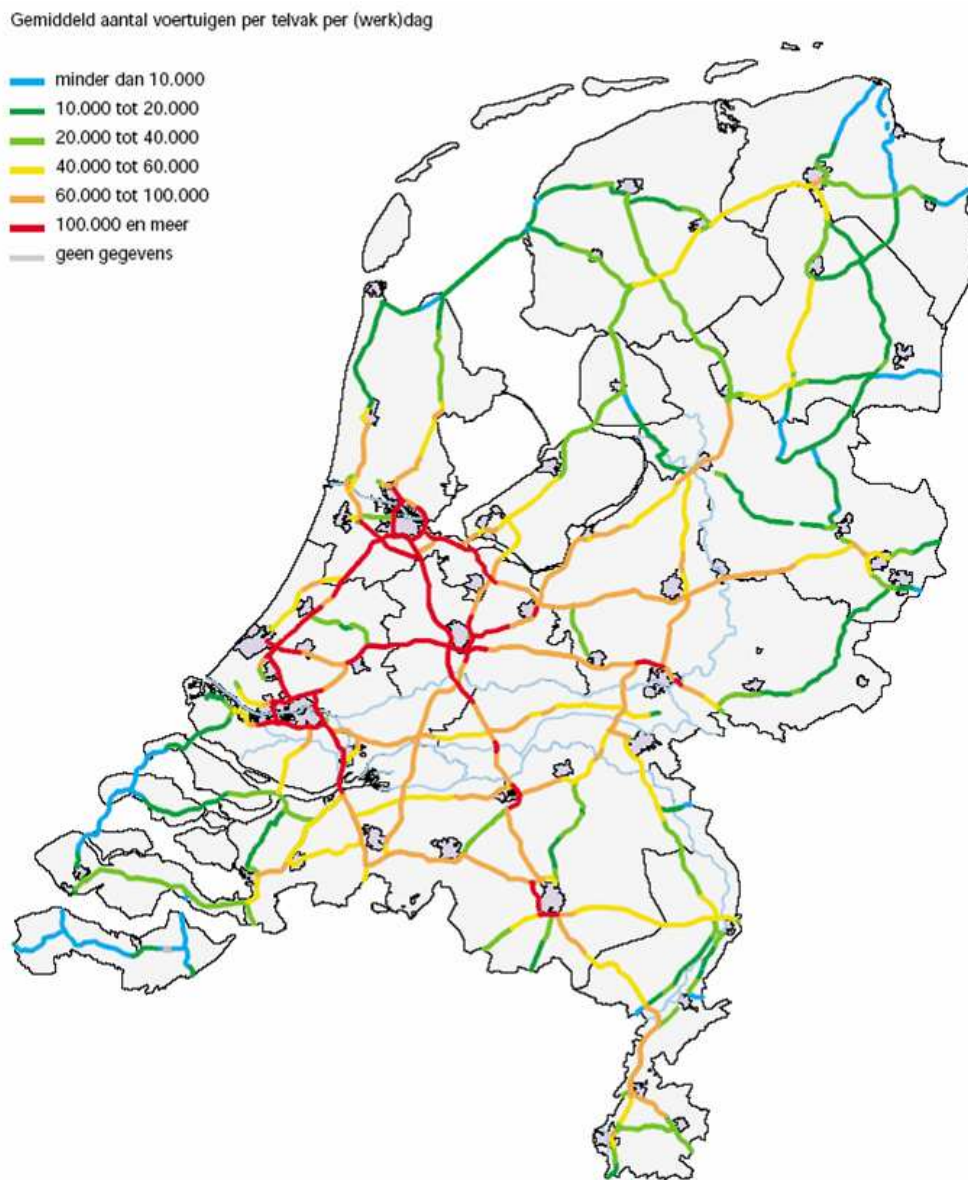 Gemiddeld aantal voertuigen per telvak per (werk)dag
minder dan 10.000
10.000 tot 20.000
20.000 tot 40.000
40.000 tot 60.000
60.000 tot 100.000
100.000 en meer
geen gegevens